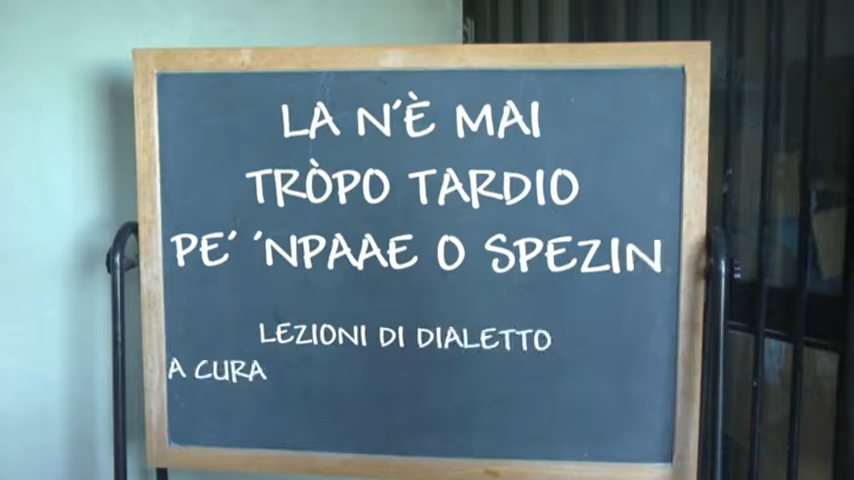 LA N'È MAI
TRÒPO TARDIO
PE' 'NPAAE O SPEZIN
LEZIONI DI DIALETTO
A CURA